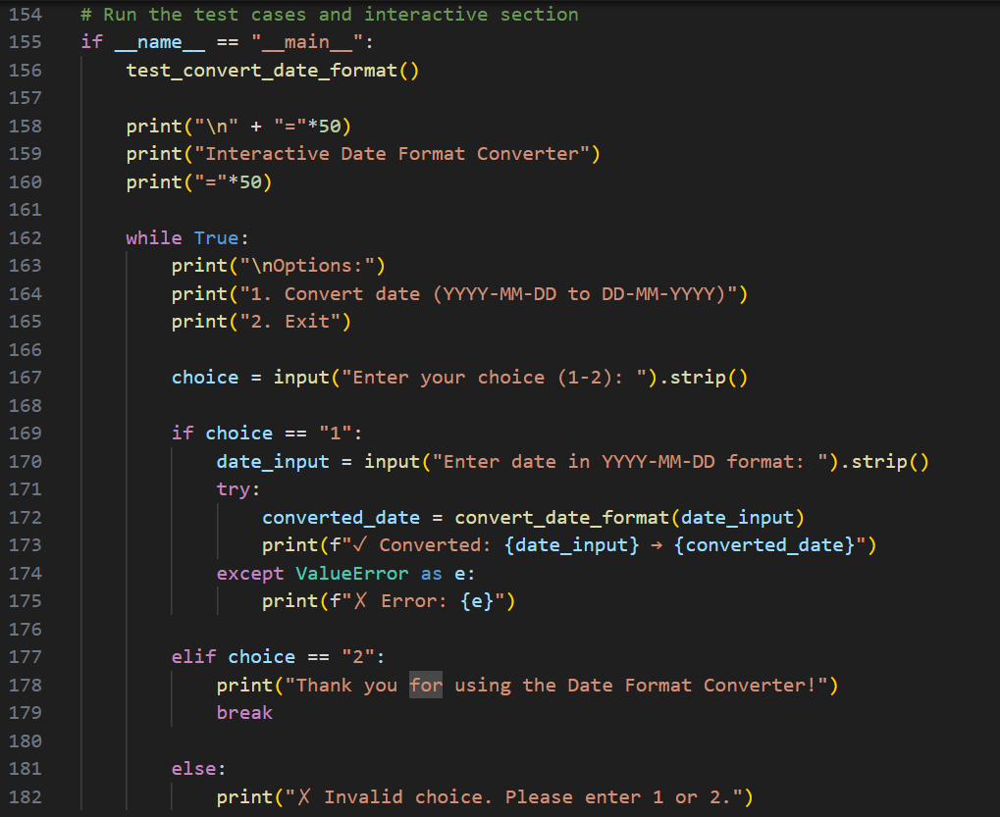 154 # Run the test cases and interactive section
155 if __name__ == "__main__":
156     test_convert_date_format()
157
158     print("\n" + "="*50)
159     print("Interactive Date Format Converter")
160     print("="*50)
161
162     while True:
163         print("\nOptions:")
164         print("1. Convert date (YYYY-MM-DD to DD-MM-YYYY)")
165         print("2. Exit")
166
167         choice = input("Enter your choice (1-2): ").strip()
168
169         if choice == "1":
170             date_input = input("Enter date in YYYY-MM-DD format: ").strip()
171             try:
172                 converted_date = convert_date_format(date_input)
173                 print(f"✓ Converted: {date_input} → {converted_date}")
174             except ValueError as e:
175                 print(f"✗ Error: {e}")
176
177         elif choice == "2":
178             print("Thank you for using the Date Format Converter!")
179             break
180
181         else:
182             print("✗ Invalid choice. Please enter 1 or 2.")